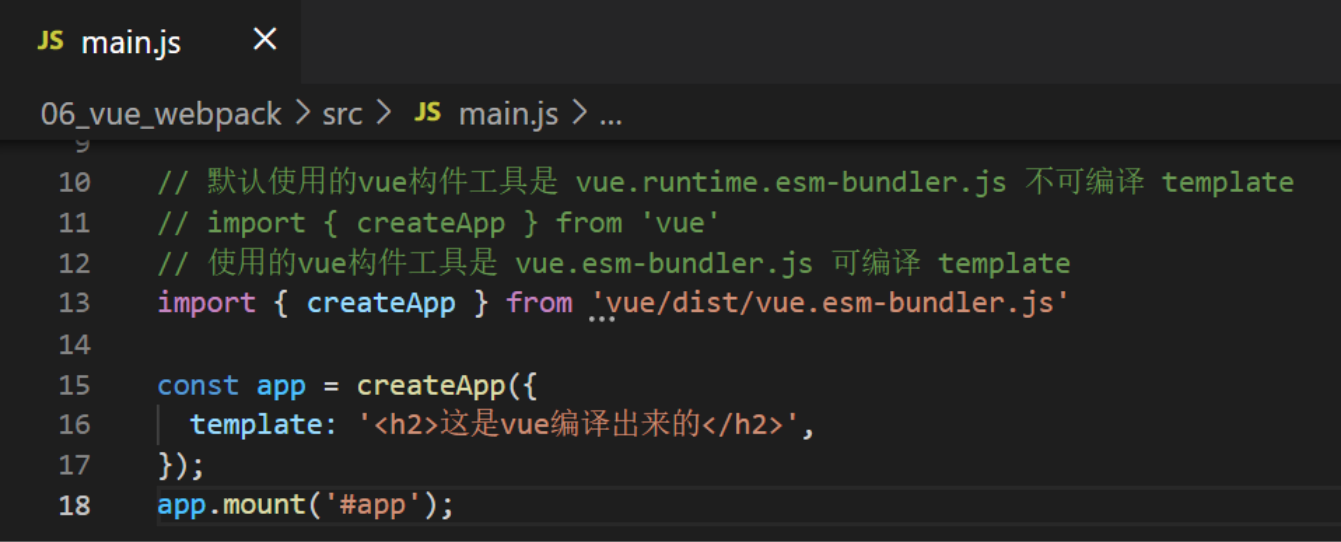 JS main.js ×
06_vue_webpack > src > JS main.js > ...
9
10 // 默认使用的vue构件工具是 vue.runtime.esm-bundler.js 不可编译 template
11 // import { createApp } from 'vue'
12 // 使用的vue构件工具是 vue.esm-bundler.js 可编译 template
13 import { createApp } from 'vue/dist/vue.esm-bundler.js'
14
15 const app = createApp({
16   template: '<h2>这是vue编译出来的</h2>',
17 });
18 app.mount('#app');